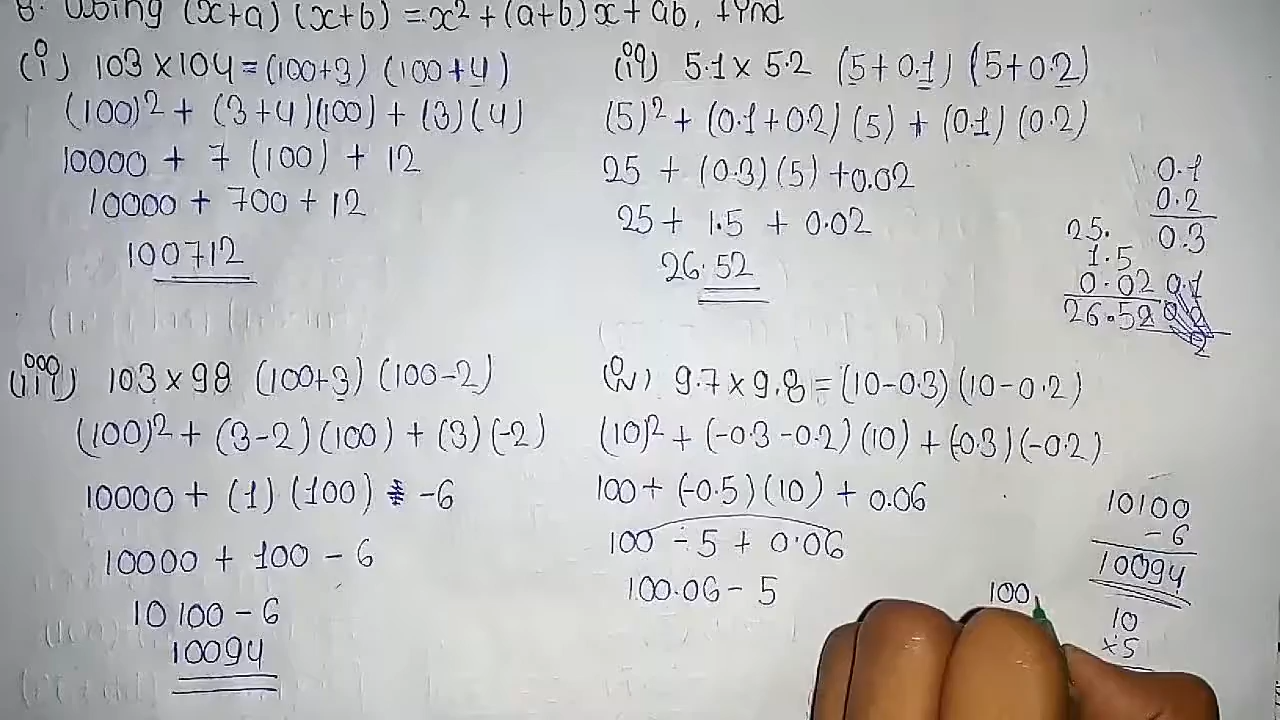 8. Using (x+a) (x+b) = x² + (a+b)x + ab, find
(i) 103 × 104 = (100+3) (100+4)
(100)² + (3+4)(100) + (3)(4)
10000 + 7 (100) + 12
10000 + 700 + 12
100712
(ii) 5.1 × 5.2 (5+0.1) (5+0.2)
(5)² + (0.1+0.2) (5) + (0.1) (0.2)
25 + (0.3) (5) + 0.02
25 + 1.5 + 0.02
26.52
0.1
0.2
0.3
25.
1.5
0.02
26.52
(iii) 103 × 98 (100+3) (100-2)
(100)² + (3-2) (100) + (3) (-2)
10000 + (1) (100) -6
10000 + 100 - 6
10100 - 6
10094
(iv) 9.7 × 9.8 = (10-0.3) (10-0.2)
(10)² + (-0.3-0.2) (10) + (-0.3) (-0.2)
100 + (-0.5) (10) + 0.06
100 - 5 + 0.06
100.06 - 5
10100
- 6
10094
100
10
×5